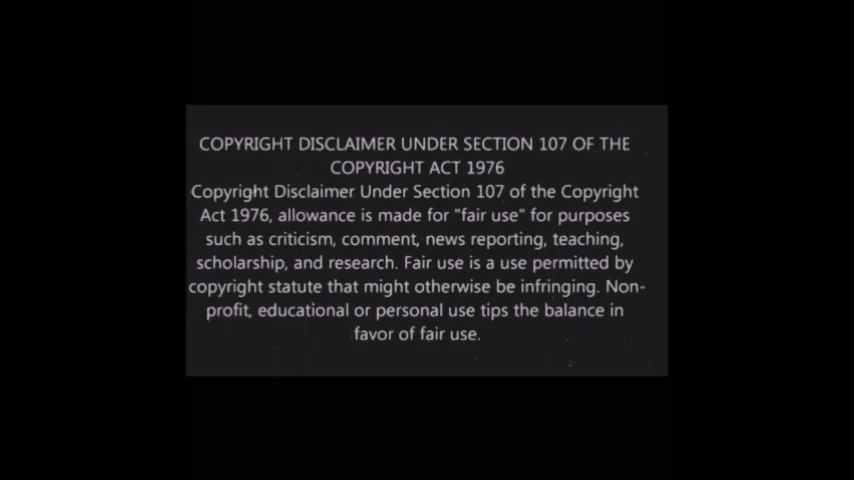 COPYRIGHT DISCLAIMER UNDER SECTION 107 OF THE
COPYRIGHT ACT 1976
Copyright Disclaimer Under Section 107 of the Copyright
Act 1976, allowance is made for "fair use" for purposes
such as criticism, comment, news reporting, teaching,
scholarship, and research. Fair use is a use permitted by
copyright statute that might otherwise be infringing. Non-
profit, educational or personal use tips the balance in
favor of fair use.